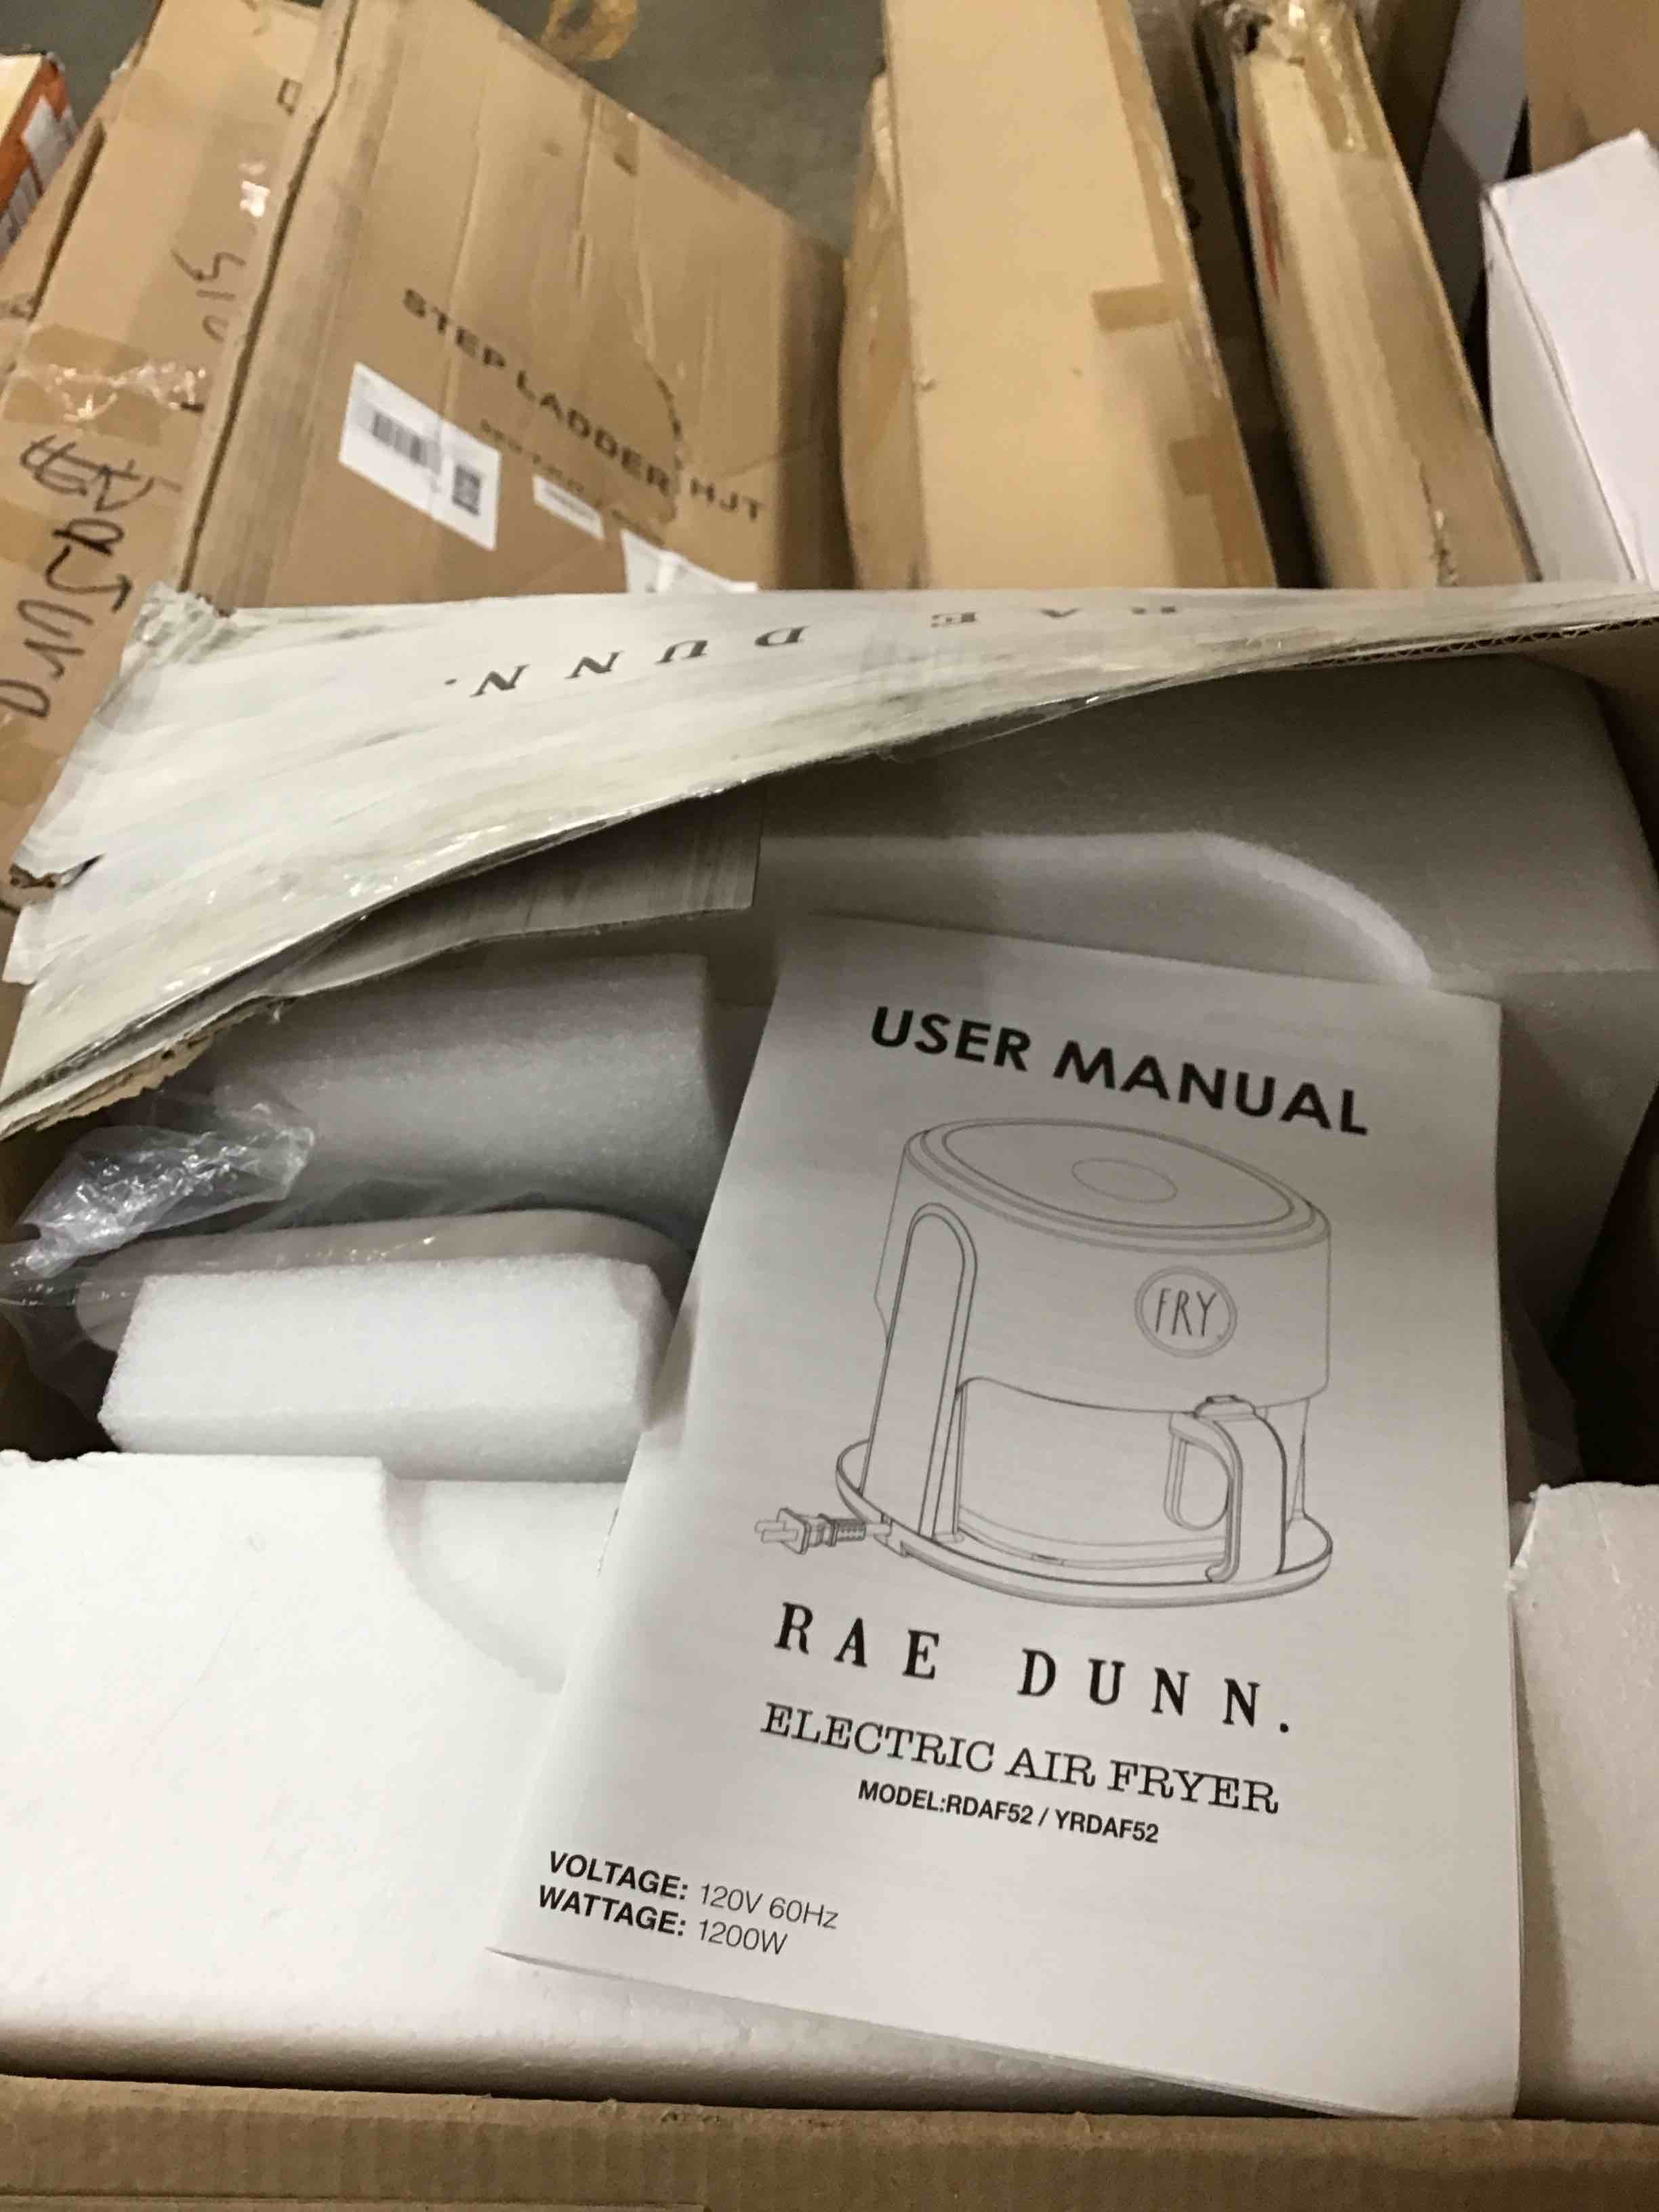 STEP LADDER HJT
RAE DUNN.
USER MANUAL
FRY
RAE DUNN.
ELECTRIC AIR FRYER
MODEL:RDAF52 / YRDAF52
VOLTAGE: 120V 60Hz
WATTAGE: 1200W